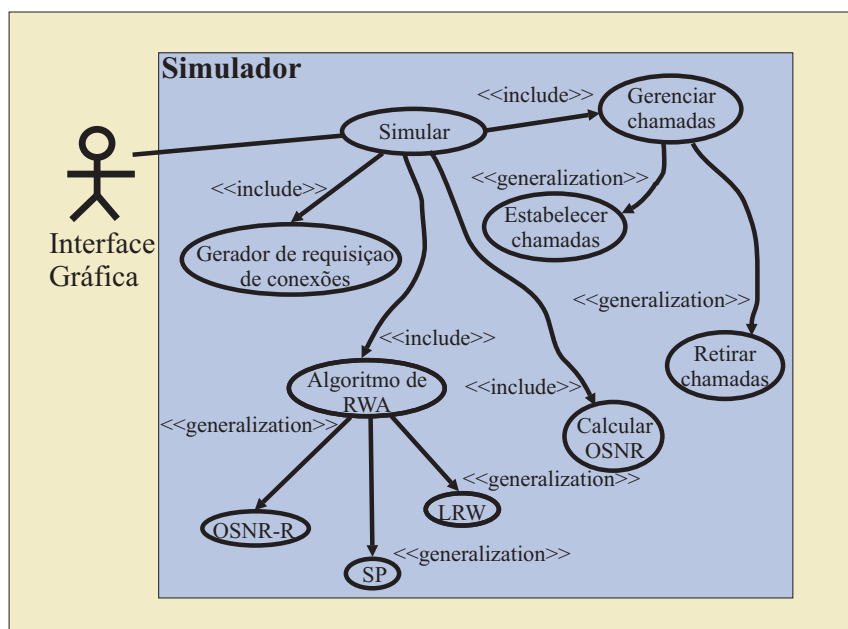 Simulador
<<include>>
Gerenciar
chamadas
Simular
<<include>>
<<generalization>>
Estabelecer
chamadas
Interface
Gráfica
Gerador de requisiçao
de conexões
<<generalization>>
<<include>>
Retirar
chamadas
Algoritmo de
RWA
<<include>>
<<generalization>>
Calcular
OSNR
<<generalization>>
LRW
OSNR-R
<<generalization>>
SP